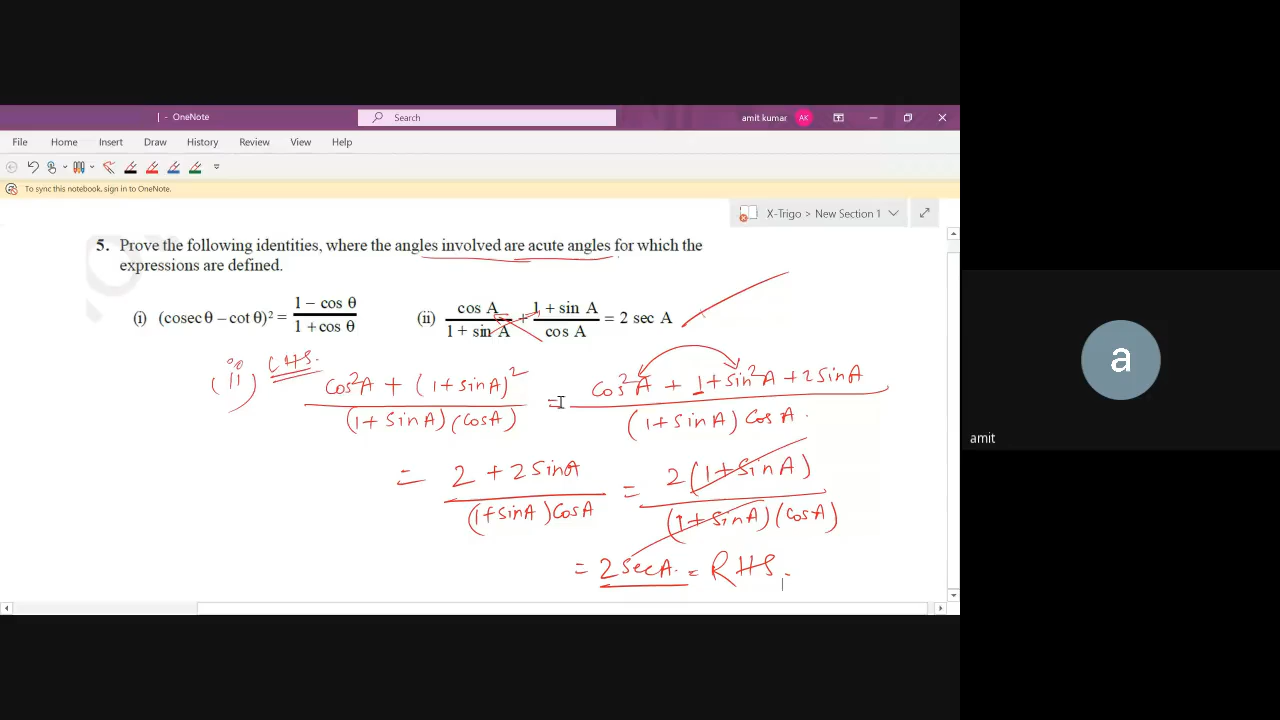 | - OneNote
Search
amit kumar AK
File Home Insert Draw History Review View Help
To sync this notebook, sign in to OneNote.
X-Trigo > New Section 1
5. Prove the following identities, where the angles involved are acute angles for which the
expressions are defined.
(i) (cosec θ – cot θ)² = (1 – cos θ)/(1 + cos θ) (ii) cos A/(1 + sin A) + (1 + sin A)/cos A = 2 sec A
(ii) LHS. (cos²A + (1+sinA)²)/((1+sinA)(cosA)) = (cos²A + 1+sin²A+2sinA)/((1+sinA) cosA.)
= (2+2sinA)/((1+sinA)cosA) = 2(1+sinA)/((1+sinA)(cosA))
= 2secA. = RHS
a
amit